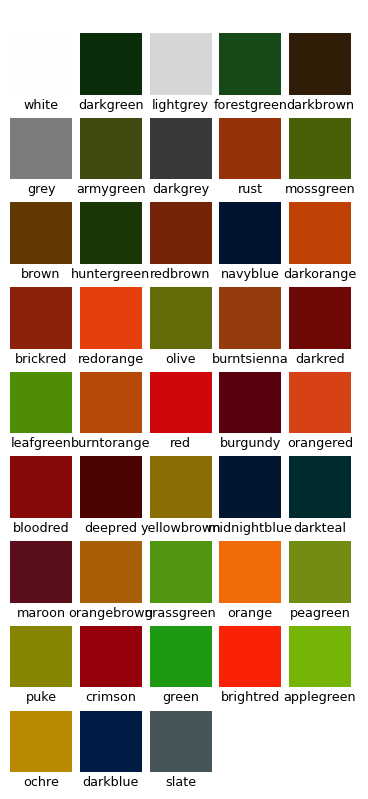 white darkgreen lightgrey forestgreen darkbrown
grey armygreen darkgrey rust mossgreen
brown huntergreen redbrown navyblue darkorange
brickred redorange olive burntsienna darkred
leafgreen burntorange red burgundy orangered
bloodred deepred yellowbrown midnightblue darkteal
maroon orangebrown grassgreen orange peagreen
puke crimson green brightred applegreen
ochre darkblue slate